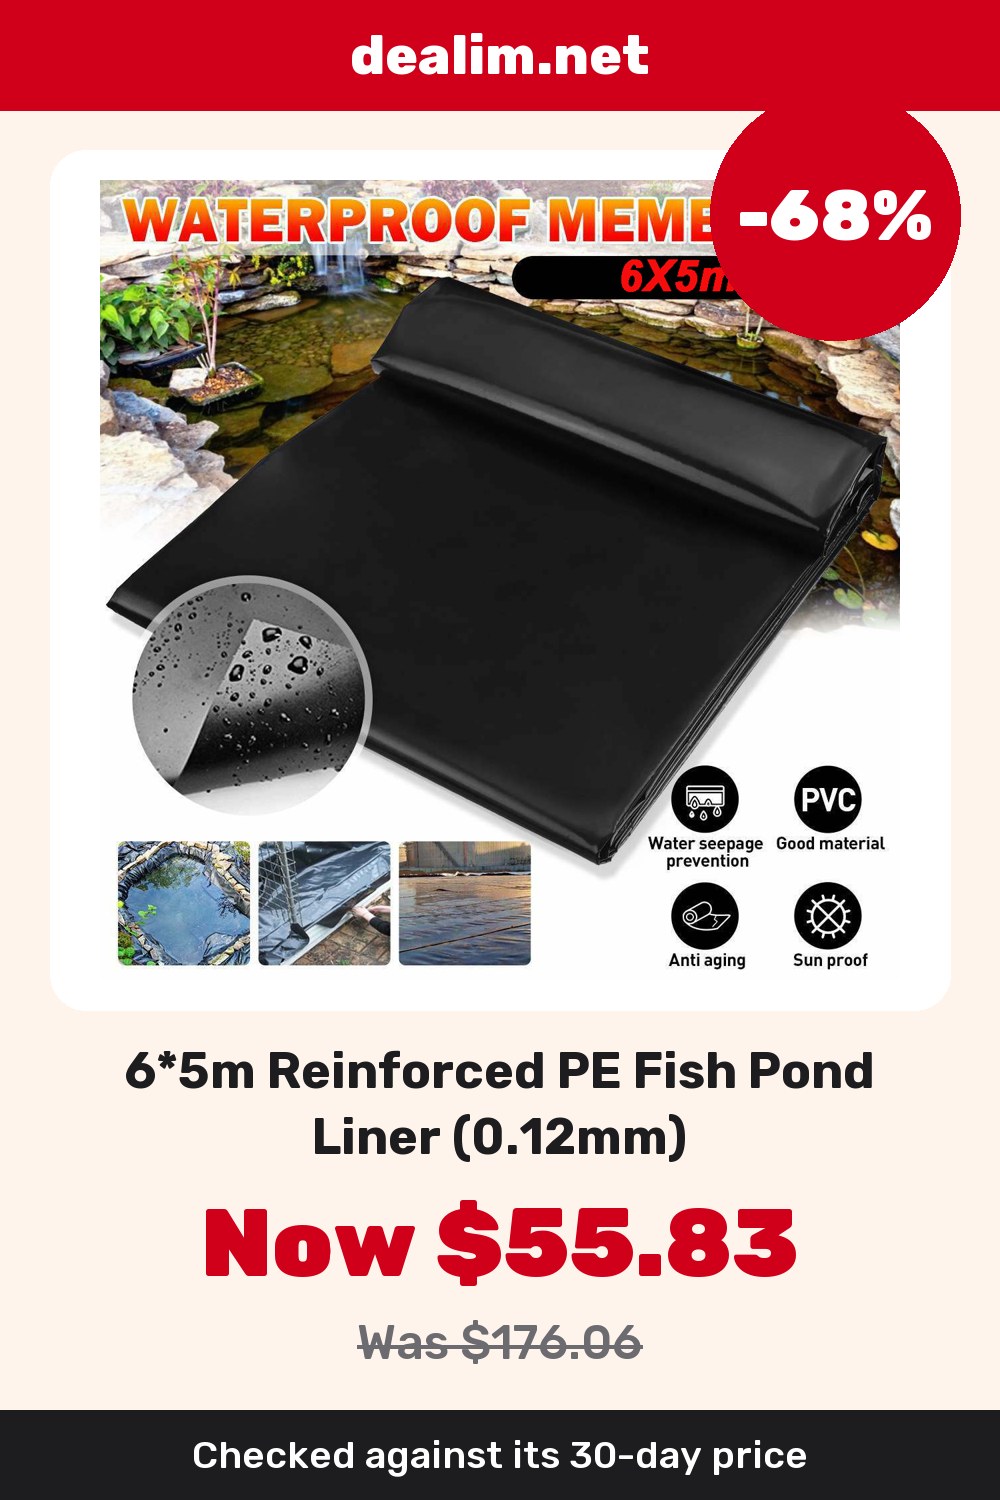 dealim.net
-68%
WATERPROOF
6X5m
Water seepage
prevention
PVC
Good material
Anti aging
Sun proof
6*5m Reinforced PE Fish Pond
Liner (0.12mm)
Now $55.83
Was $176.06
Checked against its 30-day price